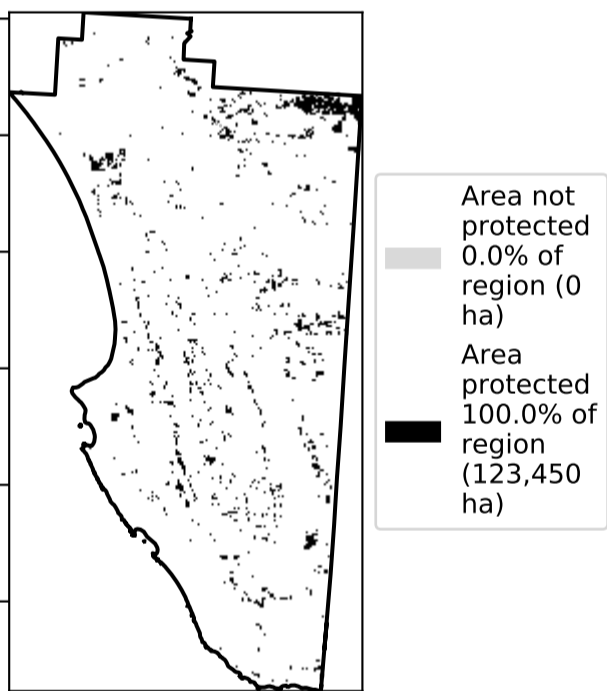 Area not
protected
0.0% of
region (0
ha)
Area
protected
100.0% of
region
(123,450
ha)